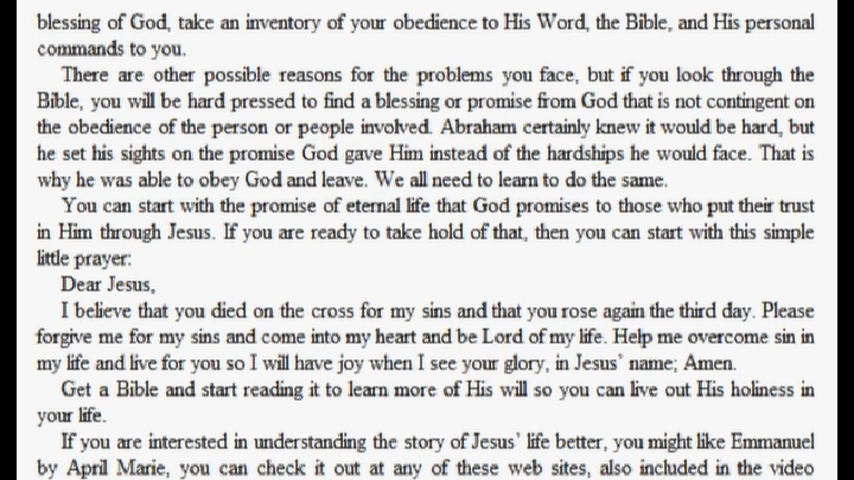 blessing of God, take an inventory of your obedience to His Word, the Bible, and His personal
commands to you.
There are other possible reasons for the problems you face, but if you look through the
Bible, you will be hard pressed to find a blessing or promise from God that is not contingent on
the obedience of the person or people involved. Abraham certainly knew it would be hard, but
he set his sights on the promise God gave Him instead of the hardships he would face. That is
why he was able to obey God and leave. We all need to learn to do the same.
You can start with the promise of eternal life that God promises to those who put their trust
in Him through Jesus. If you are ready to take hold of that, then you can start with this simple
little prayer:
Dear Jesus,
I believe that you died on the cross for my sins and that you rose again the third day. Please
forgive me for my sins and come into my heart and be Lord of my life. Help me overcome sin in
my life and live for you so I will have joy when I see your glory, in Jesus' name; Amen.
Get a Bible and start reading it to learn more of His will so you can live out His holiness in
your life.
If you are interested in understanding the story of Jesus' life better, you might like Emmanuel
by April Marie, you can check it out at any of these web sites, also included in the video